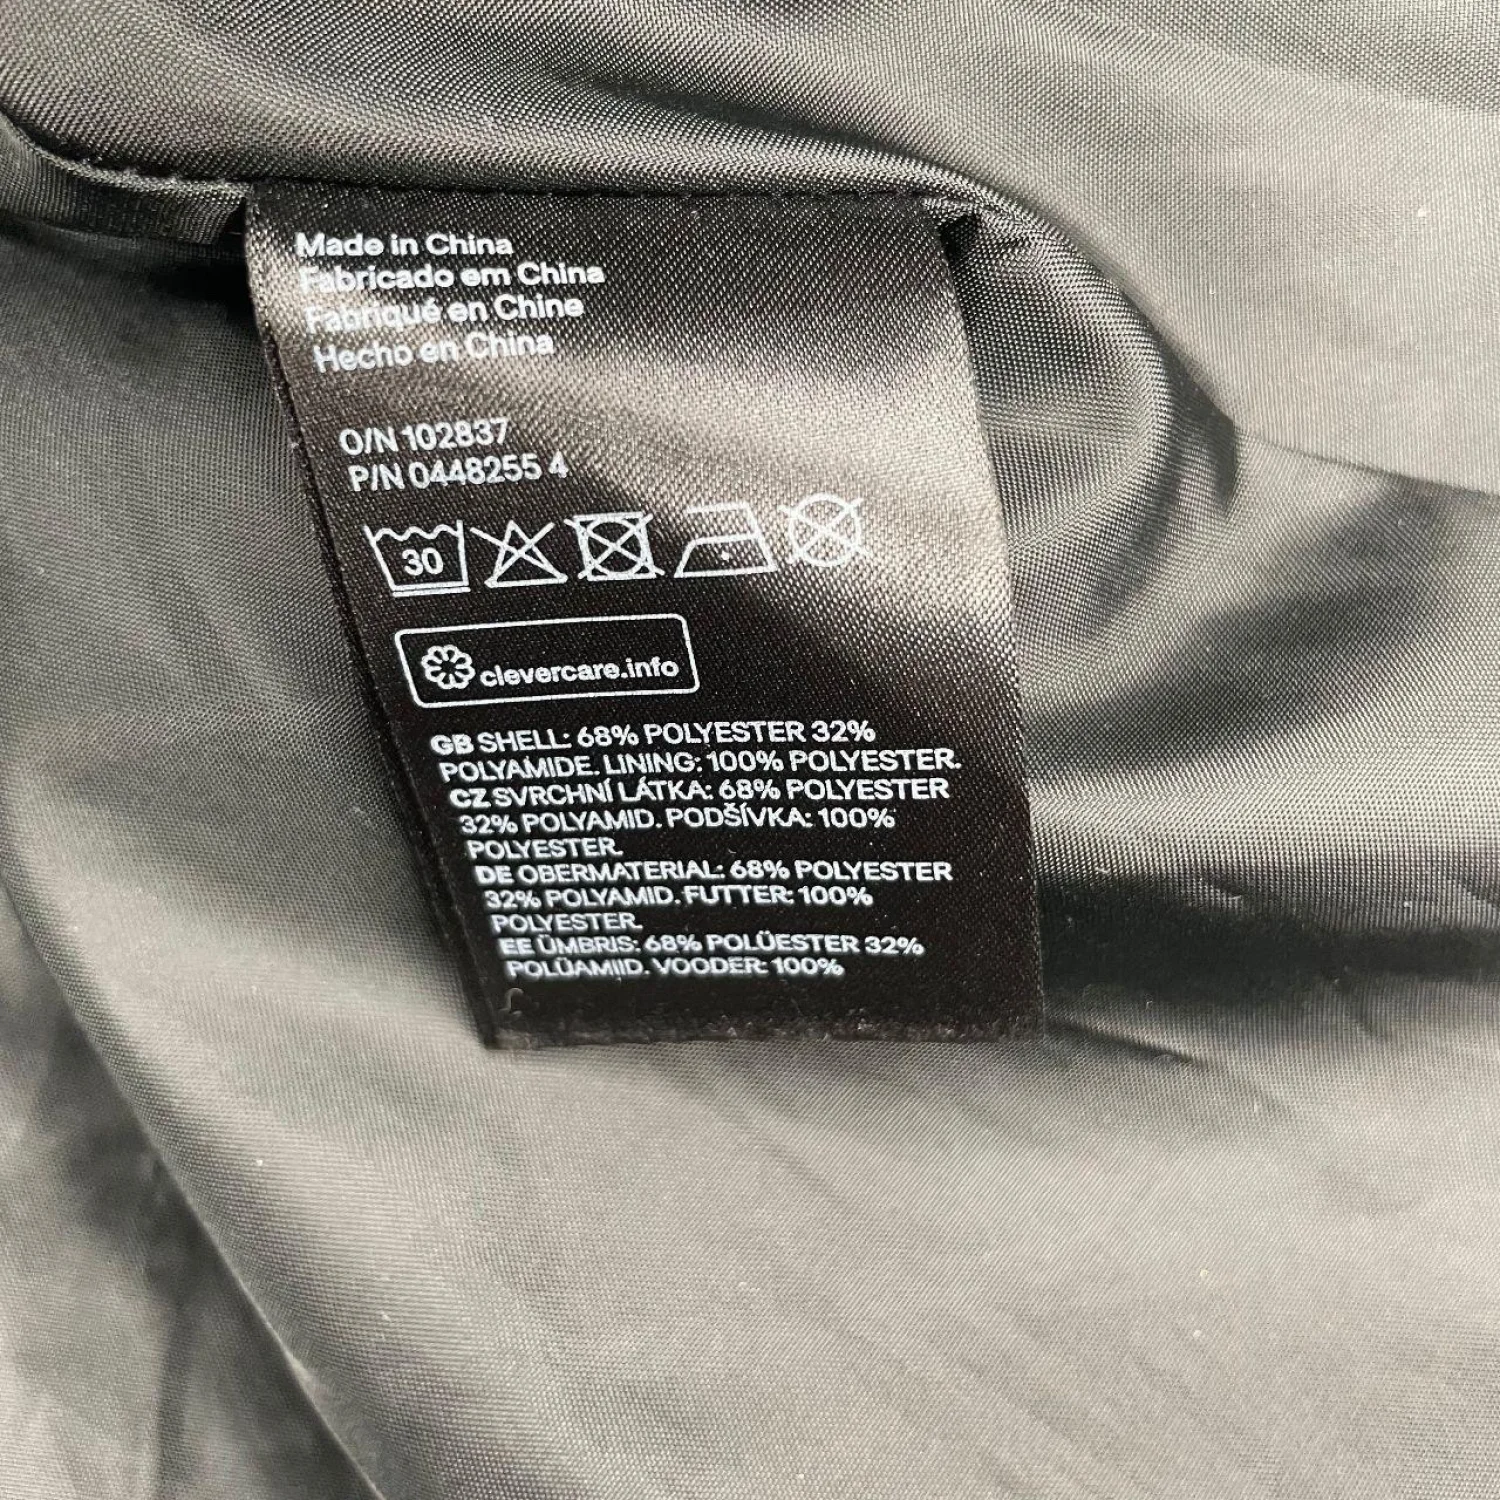 Made in China
Fabricado em China
Fabriqué en Chine
Hecho en China
O/N 102837
P/N 0448255 4
30
clevercare.info
GB SHELL: 68% POLYESTER 32%
POLYAMIDE. LINING: 100% POLYESTER.
CZ SVRCHNÍ LÁTKA: 68% POLYESTER
32% POLYAMID. PODŠÍVKA: 100%
POLYESTER.
DE OBERMATERIAL: 68% POLYESTER
32% POLYAMID. FUTTER: 100%
POLYESTER.
EE ÜMBRIS: 68% POLÜESTER 32%
POLÜAMIID. VOODER: 100%